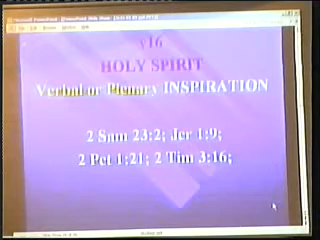 v16
HOLY SPIRIT
Verbal or Plenary INSPIRATION
2 Sam 23:2; Jer 1:9;
2 Pet 1:21; 2 Tim 3:16;